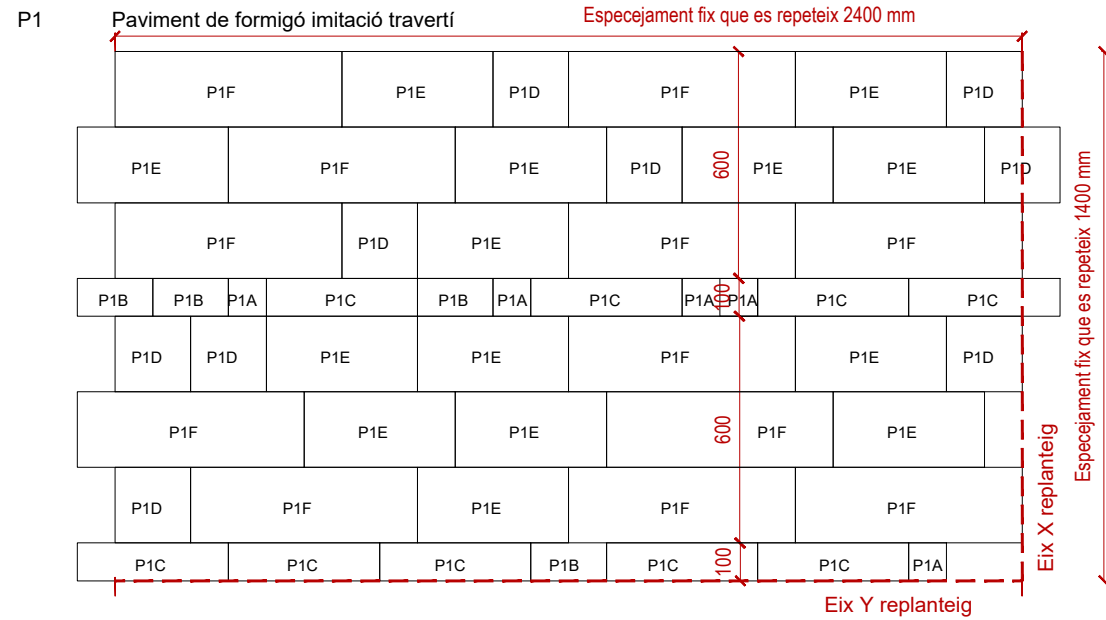 P1 Paviment de formigó imitació travertí
Especejament fix que es repeteix 2400 mm
P1F P1E P1D P1F P1E P1D
P1E P1F P1E P1D 600 P1E P1E P1D
P1F P1D P1E P1F P1F
P1B P1B P1A P1C P1B P1A P1C P1A 100 P1A P1C P1C
P1D P1D P1E P1E P1F P1E P1D
P1F P1E P1E 600 P1F P1E
P1D P1F P1E P1F P1F
P1C P1C P1C P1B P1C 100 P1C P1A
Especejament fix que es repeteix 1400 mm
Eix X replanteig
Eix Y replanteig